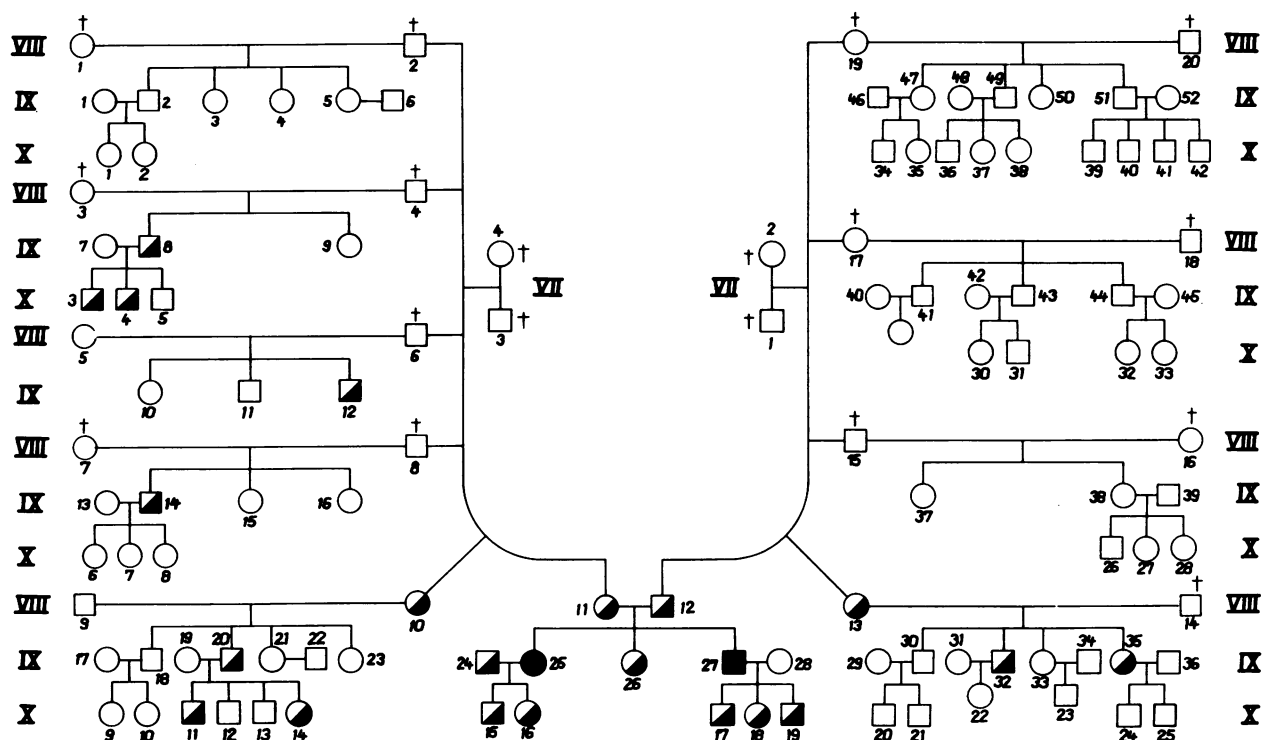 † † † †
VIII 1 2 19 20 VIII
IX 1 2 3 4 5 6 46 47 48 49 50 51 52 IX
X 1 2 34 35 36 37 38 39 40 41 42 X
† †
VIII 3 4
† †
IX 7 8 9 4 † † 2 17 18 VIII
VII VII
X 3 4 5 3 † † 1 40 41 42 43 44 45 IX
†
VIII 5 6 30 31 32 33 X
IX 10 11 12
† † † †
VIII 7 8 15 16 VIII
IX 13 14 15 16 37 38 39 IX
X 6 7 8 26 27 28 X
†
VIII 9 10 11 12 13 14 VIII
IX 17 18 19 20 21 22 23 24 25 26 27 28 29 30 31 32 33 34 35 36 IX
X 9 10 11 12 13 14 15 16 17 18 19 20 21 22 23 24 25 X